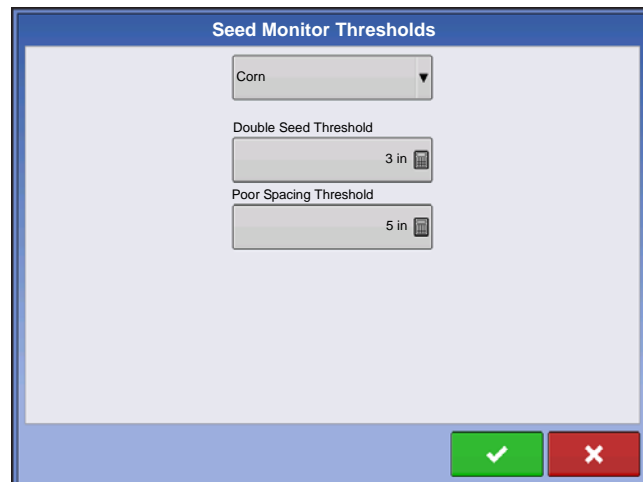 Seed Monitor Thresholds
Corn
Double Seed Threshold
3 in
Poor Spacing Threshold
5 in